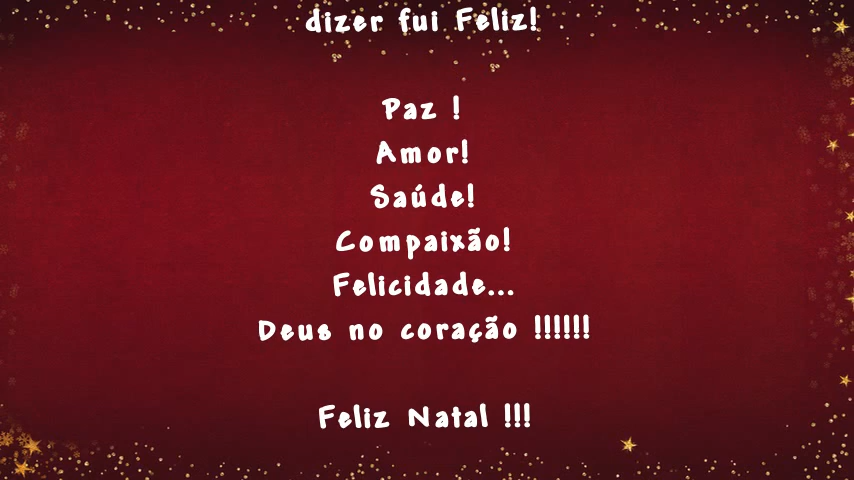 dizer fui Feliz!
Paz !
Amor!
Saúde!
Compaixão!
Felicidade...
Deus no coração !!!!!!
Feliz Natal !!!